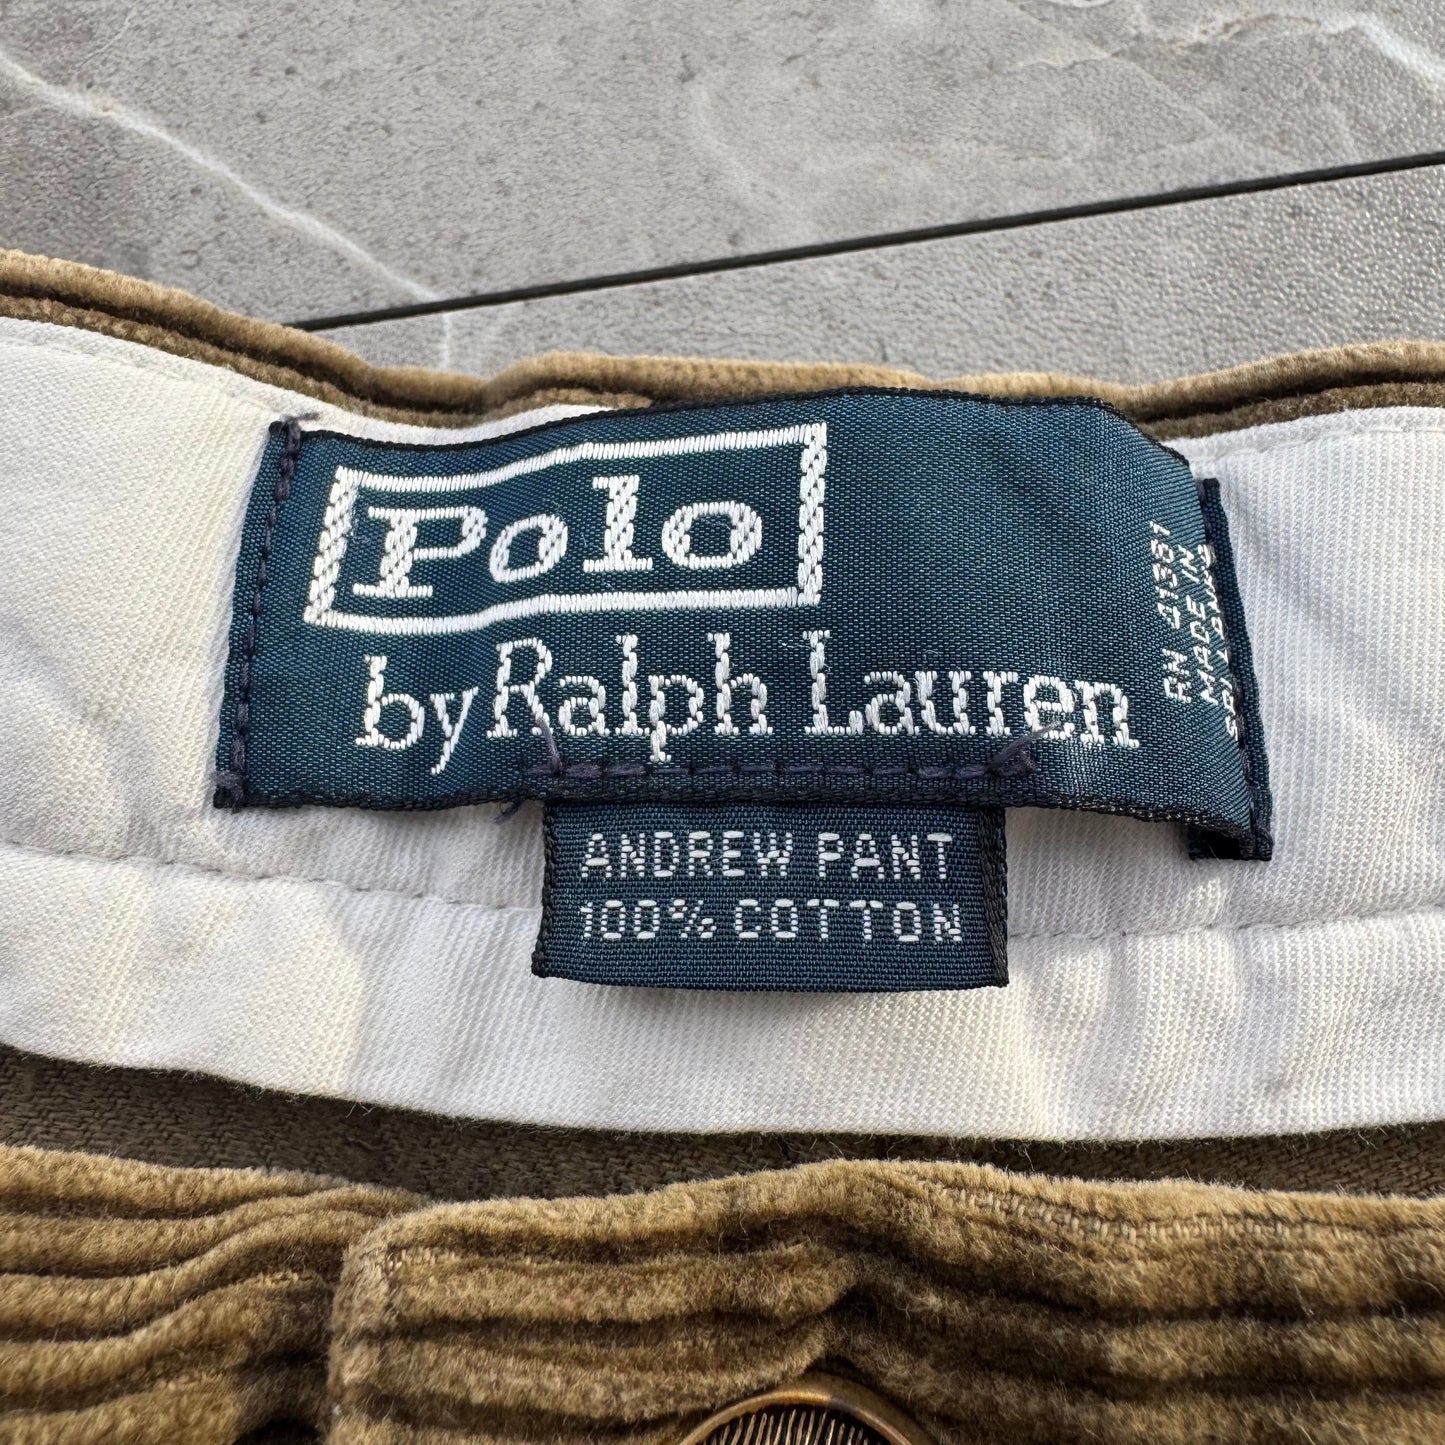 Polo
by Ralph Lauren
RN 41381
MADE IN
ANDREW PANT
100% COTTON